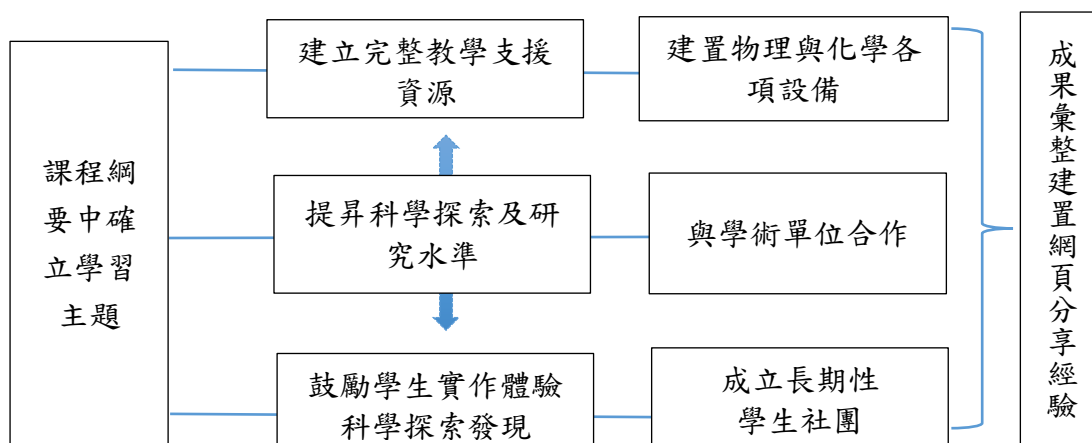 課程綱
要中確
立學習
主題
建立完整教學支援
資源
建置物理與化學各
項設備
提昇科學探索及研
究水準
與學術單位合作
鼓勵學生實作體驗
科學探索發現
成立長期性
學生社團
成果彙整建置網頁分享經驗